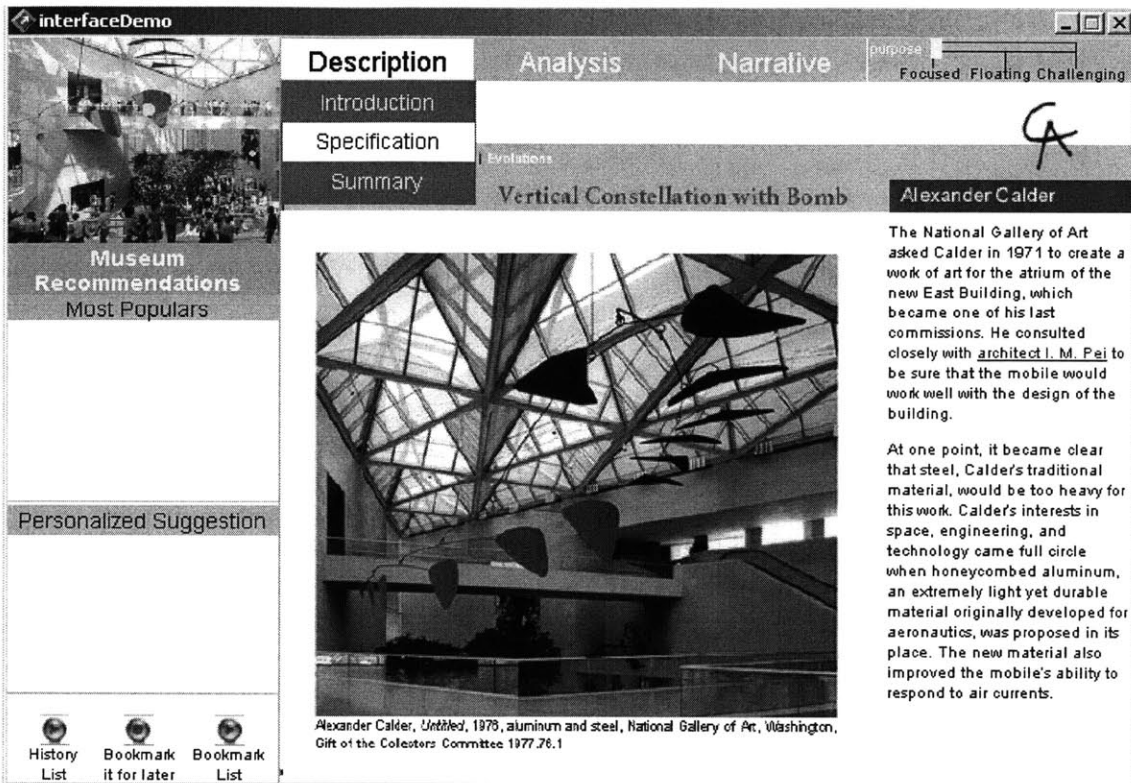 interfaceDemo
Description
Analysis
Narrative
purpose
Focused Floating Challenging
Introduction
Specification
Summary
Evolutions
Vertical Constellation with Bomb
CA
Alexander Calder
Museum
Recommendations
Most Populars
Personalized Suggestion
History
List
Bookmark
it for later
Bookmark
List
The National Gallery of Art
asked Calder in 1971 to create a
work of art for the atrium of the
new East Building, which
became one of his last
commissions. He consulted
closely with architect I. M. Pei to
be sure that the mobile would
work well with the design of the
building.
At one point, it became clear
that steel, Calder's traditional
material, would be too heavy for
this work. Calder's interests in
space, engineering, and
technology came full circle
when honeycombed aluminum,
an extremely light yet durable
material originally developed for
aeronautics, was proposed in its
place. The new material also
improved the mobile's ability to
respond to air currents.
Alexander Calder, Untitled, 1976, aluminum and steel, National Gallery of Art, Washington,
Gift of the Collectors Committee 1977.76.1